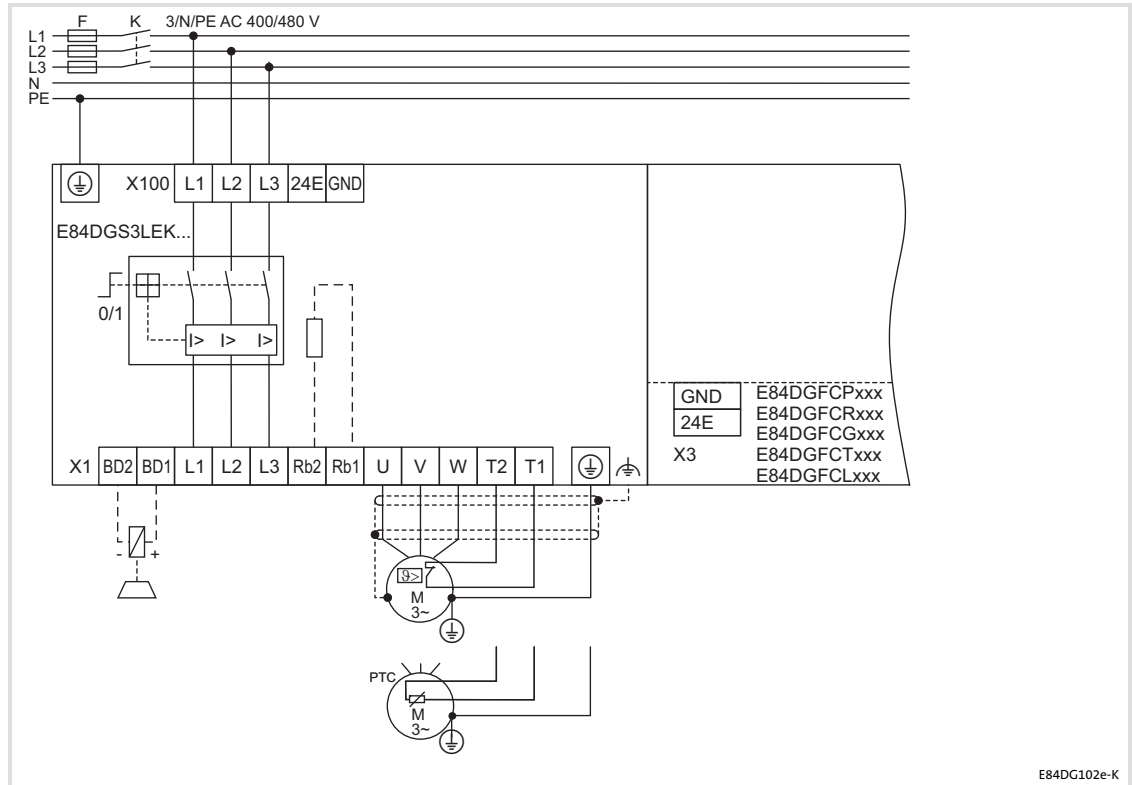 F K 3/N/PE AC 400/480 V
L1
L2
L3
N
PE
X100 L1 L2 L3 24E GND
E84DGS3LEK...
0/1
I> I> I>
GND E84DGFCPxxx
24E E84DGFCRxxx
E84DGFCGxxx
X3 E84DGFCTxxx
E84DGFCLxxx
X1 BD2 BD1 L1 L2 L3 Rb2 Rb1 U V W T2 T1
- +
ϑ>
M
3~
PTC
M
3~
E84DG102e-K